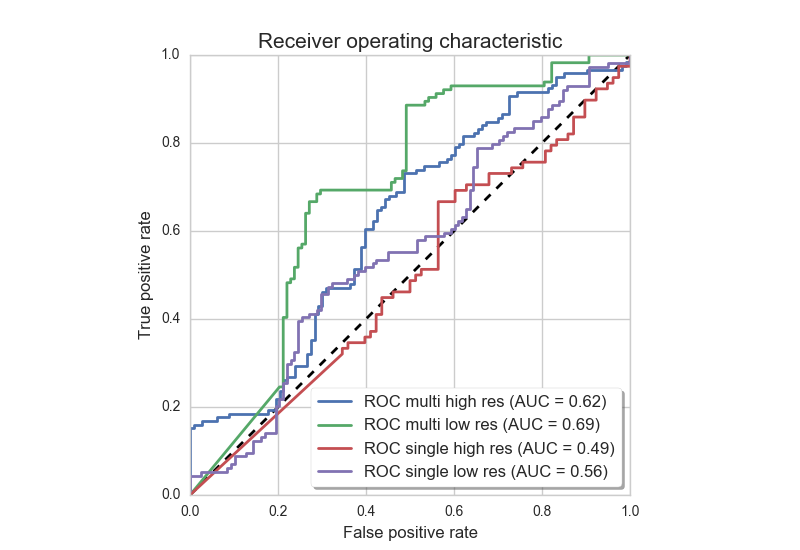 Receiver operating characteristic
1.0
0.8
0.6
0.4
0.2
0.0
True positive rate
ROC multi high res (AUC = 0.62)
ROC multi low res (AUC = 0.69)
ROC single high res (AUC = 0.49)
ROC single low res (AUC = 0.56)
0.0 0.2 0.4 0.6 0.8 1.0
False positive rate